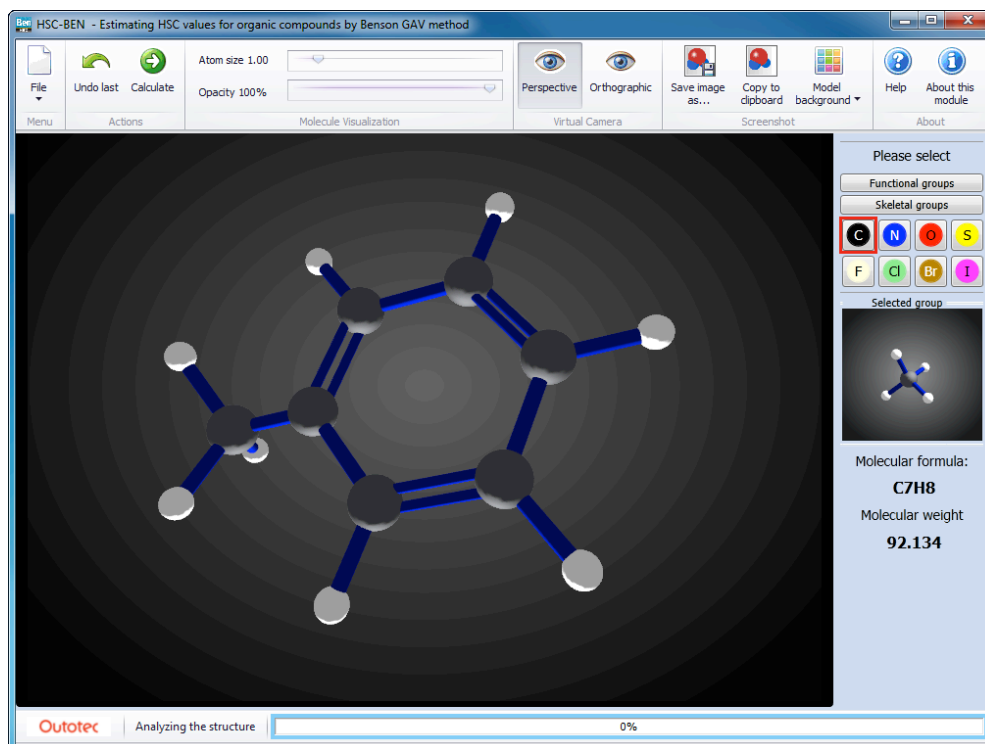 Ben HSC-BEN - Estimating HSC values for organic compounds by Benson GAV method
File
Undo last
Calculate
Atom size 1.00
Opacity 100%
Perspective
Orthographic
Save image as...
Copy to clipboard
Model background
Help
About this module
Menu
Actions
Molecule Visualization
Virtual Camera
Screenshot
About
Please select
Functional groups
Skeletal groups
C N O S
F Cl Br I
Selected group
Molecular formula:
C7H8
Molecular weight
92.134
Outotec
Analyzing the structure
0%